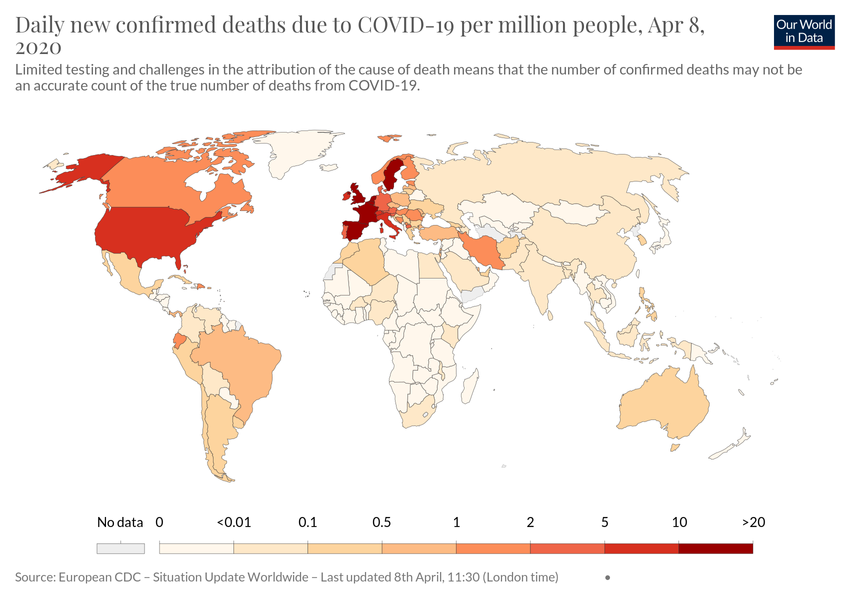 Daily new confirmed deaths due to COVID-19 per million people, Apr 8,
2020
Our World
in Data
Limited testing and challenges in the attribution of the cause of death means that the number of confirmed deaths may not be
an accurate count of the true number of deaths from COVID-19.
No data 0 <0.01 0.1 0.5 1 2 5 10 >20
Source: European CDC – Situation Update Worldwide – Last updated 8th April, 11:30 (London time) •